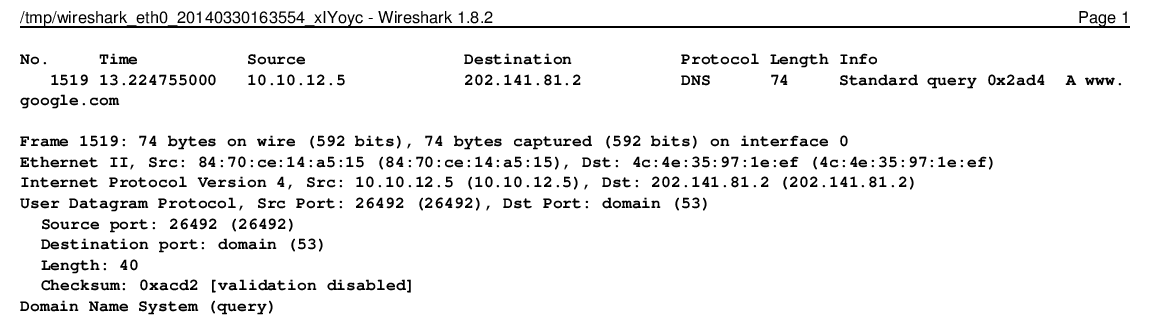 /tmp/wireshark_eth0_20140330163554_xIYoyc - Wireshark 1.8.2 Page 1
No. Time Source Destination Protocol Length Info
1519 13.224755000 10.10.12.5 202.141.81.2 DNS 74 Standard query 0x2ad4 A www.
google.com
Frame 1519: 74 bytes on wire (592 bits), 74 bytes captured (592 bits) on interface 0
Ethernet II, Src: 84:70:ce:14:a5:15 (84:70:ce:14:a5:15), Dst: 4c:4e:35:97:1e:ef (4c:4e:35:97:1e:ef)
Internet Protocol Version 4, Src: 10.10.12.5 (10.10.12.5), Dst: 202.141.81.2 (202.141.81.2)
User Datagram Protocol, Src Port: 26492 (26492), Dst Port: domain (53)
Source port: 26492 (26492)
Destination port: domain (53)
Length: 40
Checksum: 0xacd2 [validation disabled]
Domain Name System (query)